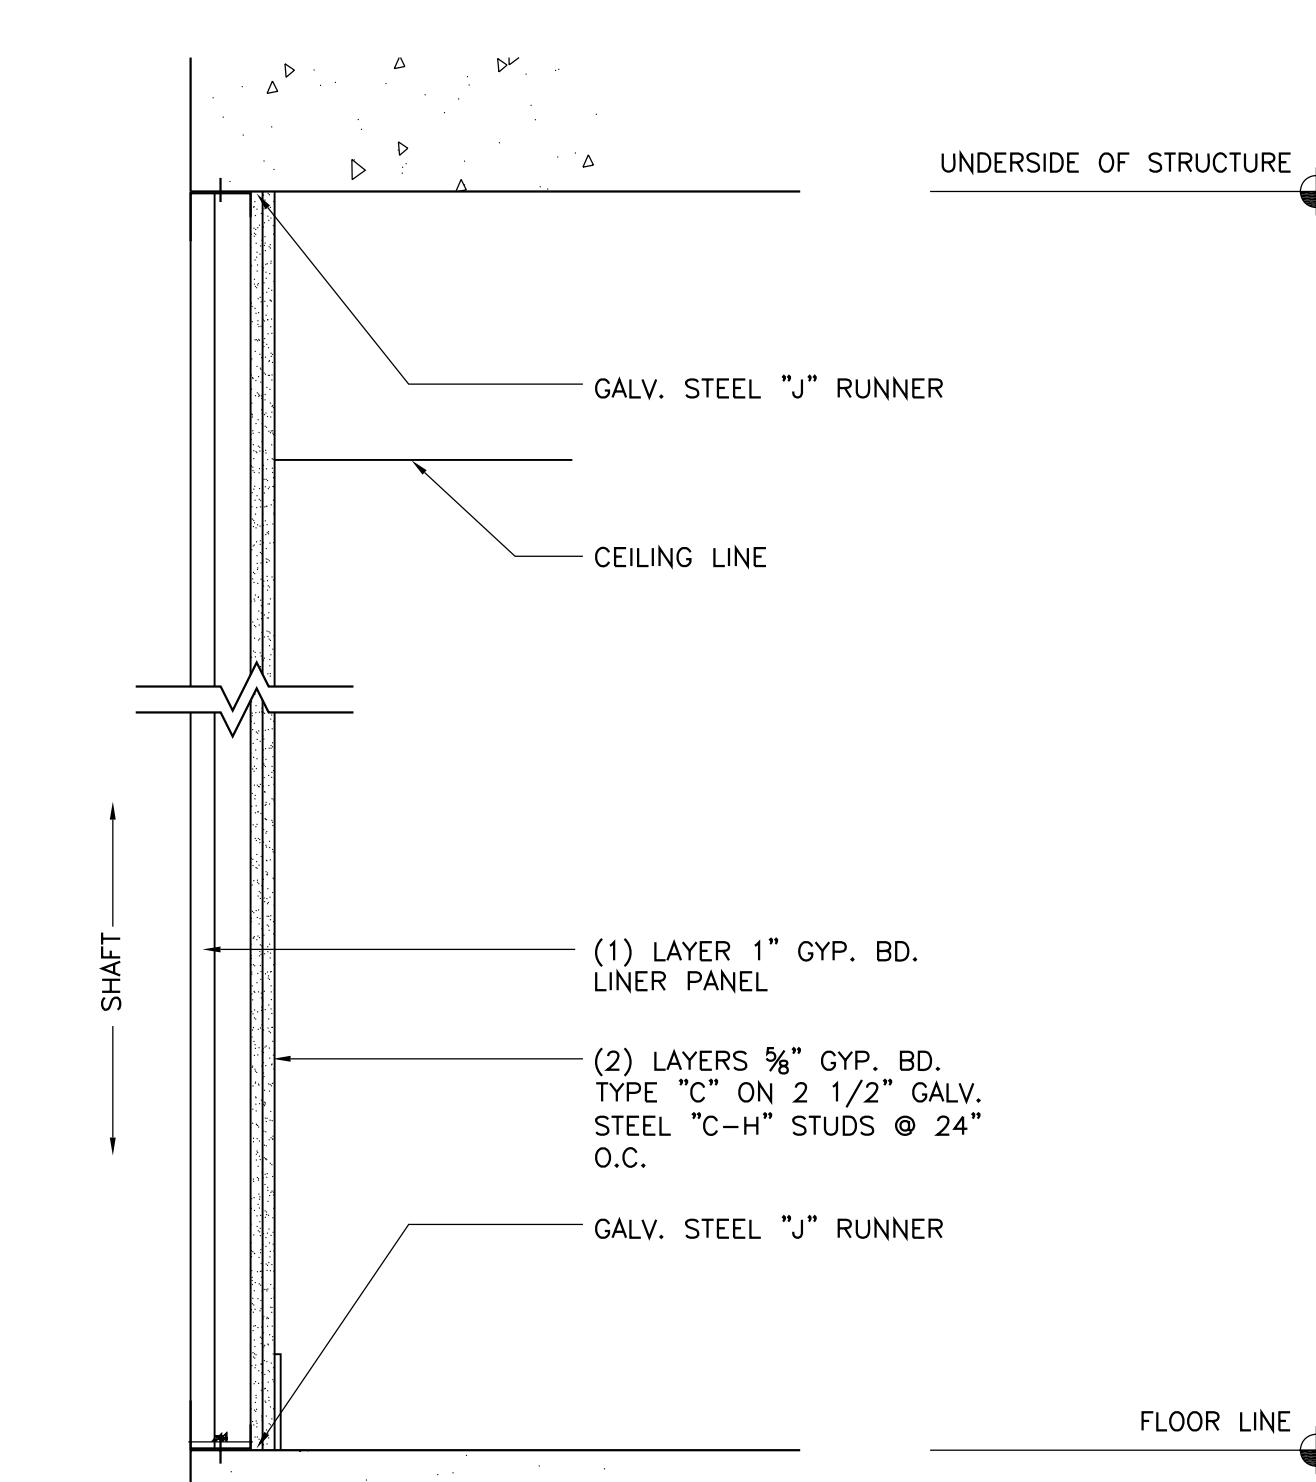 UNDERSIDE OF STRUCTURE
GALV. STEEL "J" RUNNER
CEILING LINE
SHAFT
(1) LAYER 1" GYP. BD.
LINER PANEL
(2) LAYERS ⅝" GYP. BD.
TYPE "C" ON 2 1/2" GALV.
STEEL "C-H" STUDS @ 24"
O.C.
GALV. STEEL "J" RUNNER
FLOOR LINE